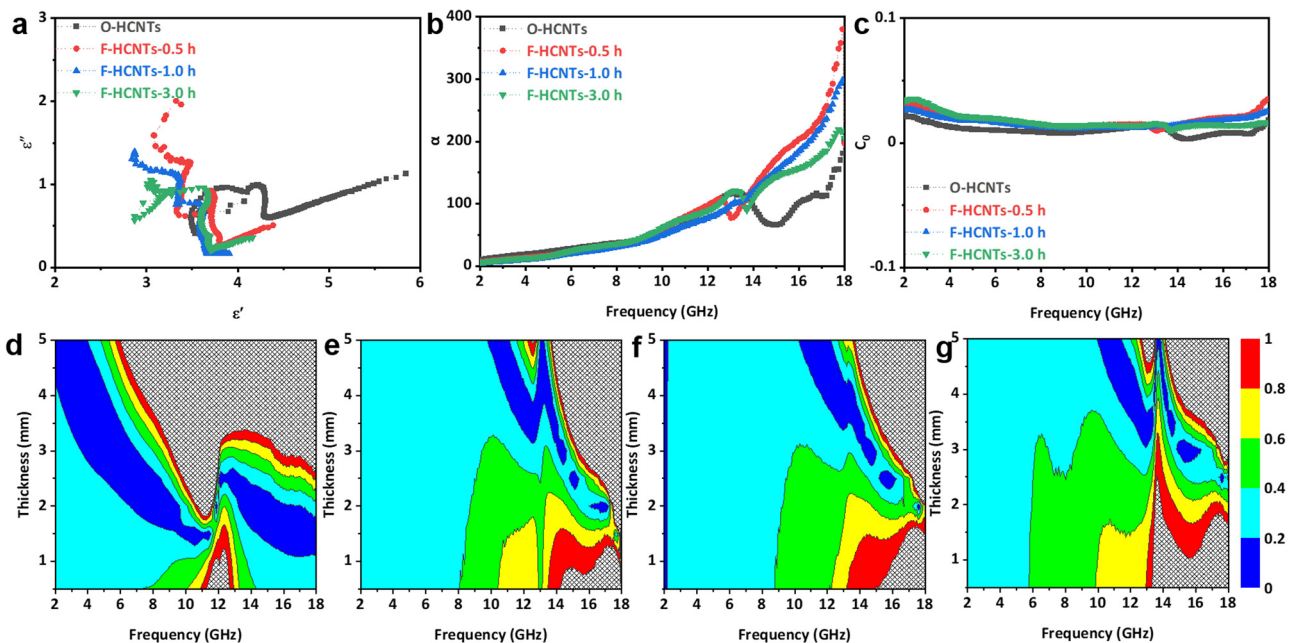 a
3
2
1
0
2
3
4
5
6
ε''
ε'
O-HCNTs
F-HCNTs-0.5 h
F-HCNTs-1.0 h
F-HCNTs-3.0 h
b
400
300
200
100
0
2
4
6
8
10
12
14
16
18
α
Frequency (GHz)
O-HCNTs
F-HCNTs-0.5 h
F-HCNTs-1.0 h
F-HCNTs-3.0 h
c
0.1
0
-0.1
2
4
6
8
10
12
14
16
18
C0
Frequency (GHz)
O-HCNTs
F-HCNTs-0.5 h
F-HCNTs-1.0 h
F-HCNTs-3.0 h
d
5
4
3
2
1
2
4
6
8
10
12
14
16
18
Thickness (mm)
Frequency (GHz)
e
5
4
3
2
1
2
4
6
8
10
12
14
16
18
Thickness (mm)
Frequency (GHz)
f
5
4
3
2
1
2
4
6
8
10
12
14
16
18
Thickness (mm)
Frequency (GHz)
g
5
4
3
2
1
2
4
6
8
10
12
14
16
18
Thickness (mm)
Frequency (GHz)
1
0.8
0.6
0.4
0.2
0